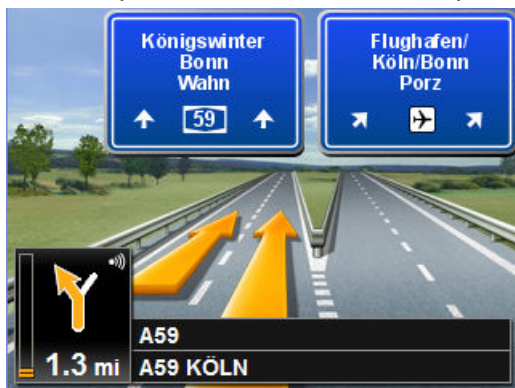 Königswinter
Bonn
Wahn
59
Flughafen/
Köln/Bonn
Porz
1.3 mi
A59
A59 KÖLN